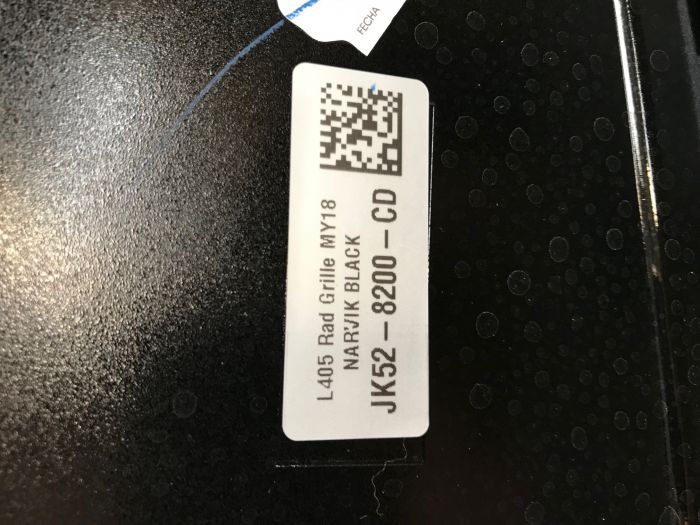 FECHA
L405 Rad Grille MY18
NARVIK BLACK
JK52-8200-CD